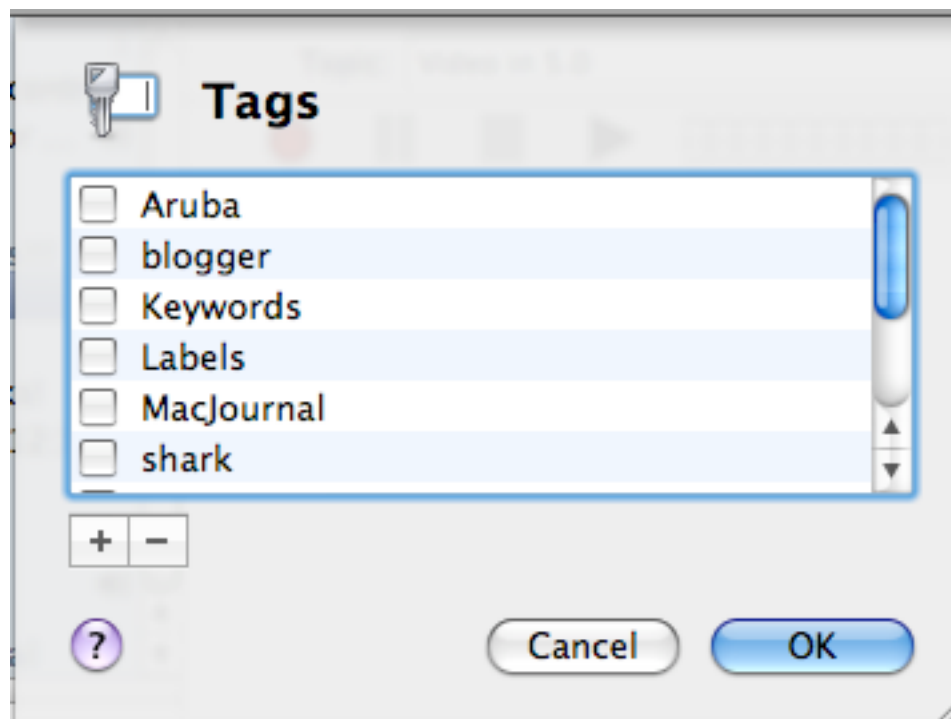 Tags
Aruba
blogger
Keywords
Labels
MacJournal
shark
+ −
?
Cancel
OK